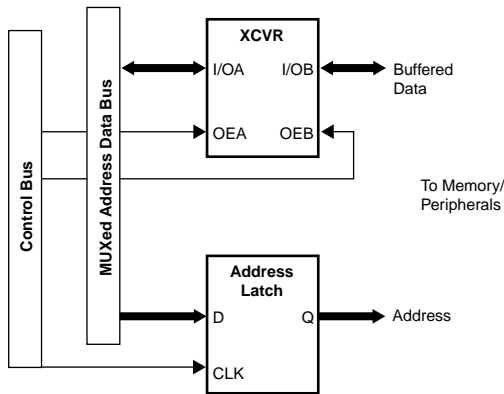 XCVR
I/OA
I/OB
OEA
OEB
Buffered
Data
Control Bus
MUXed Address Data Bus
To Memory/
Peripherals
Address
Latch
D
Q
CLK
Address